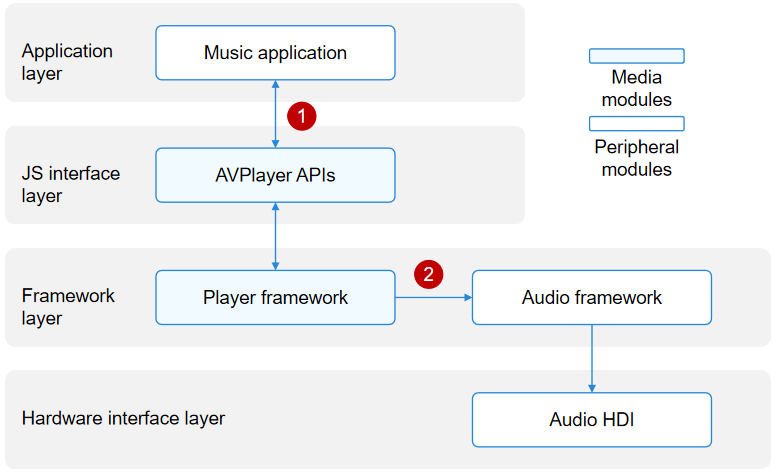 Application
layer
Music application
1
JS interface
layer
AVPlayer APIs
Framework
layer
Player framework
2
Audio framework
Hardware interface layer
Audio HDI
Media
modules
Peripheral
modules